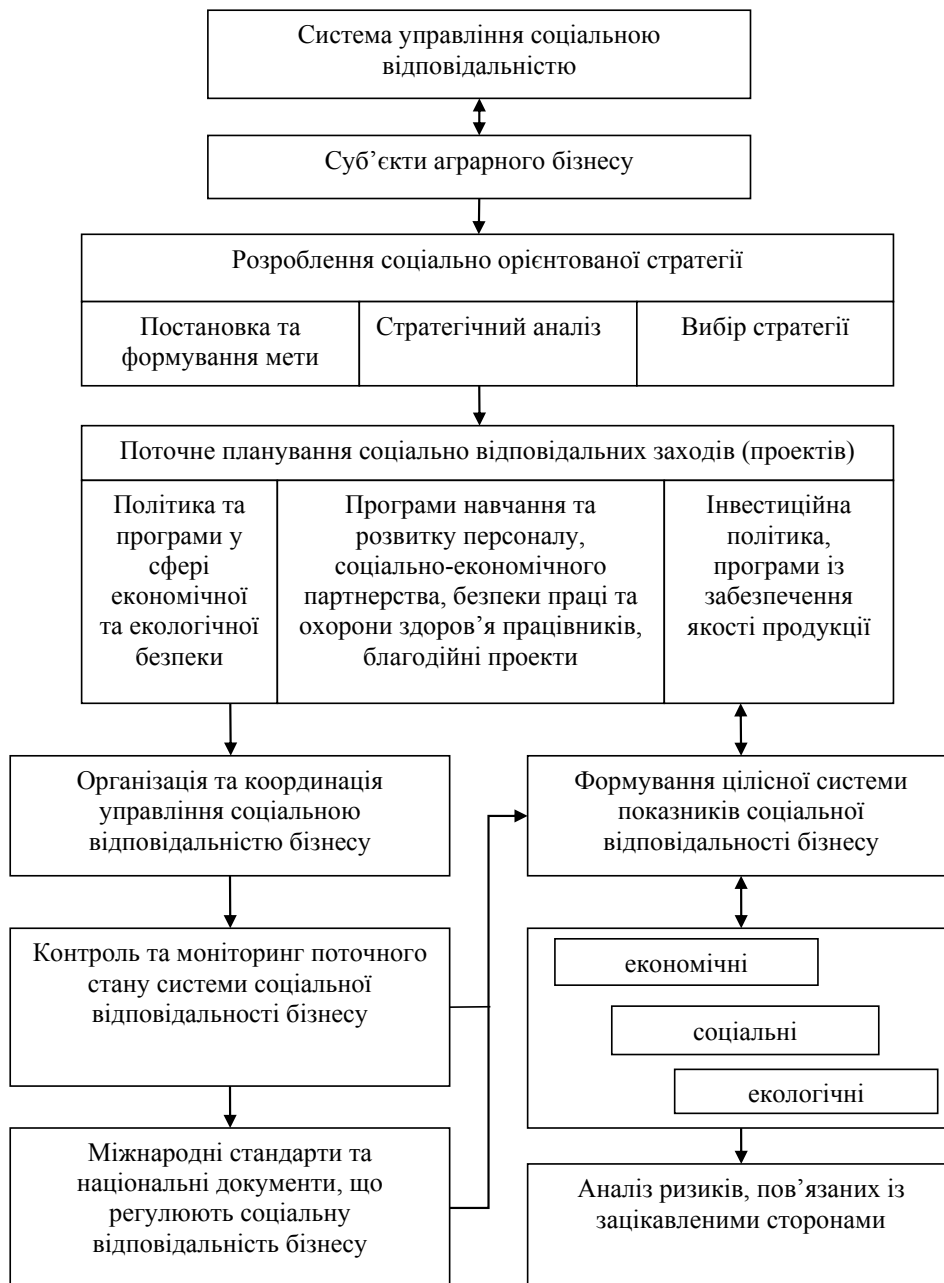 Система управління соціальною
відповідальністю
Суб’єкти аграрного бізнесу
Розроблення соціально орієнтованої стратегії
Постановка та
формування мети
Стратегічний аналіз
Вибір стратегії
Поточне планування соціально відповідальних заходів (проектів)
Політика та
програми у
сфері
економічної
та екологічної
безпеки
Програми навчання та
розвитку персоналу,
соціально-економічного
партнерства, безпеки праці та
охорони здоров’я працівників,
благодійні проекти
Інвестиційна
політика,
програми із
забезпечення
якості продукції
Організація та координація
управління соціальною
відповідальністю бізнесу
Формування цілісної системи
показників соціальної
відповідальності бізнесу
Контроль та моніторинг поточного
стану системи соціальної
відповідальності бізнесу
економічні
соціальні
екологічні
Міжнародні стандарти та
національні документи, що
регулюють соціальну
відповідальність бізнесу
Аналіз ризиків, пов’язаних із
зацікавленими сторонами